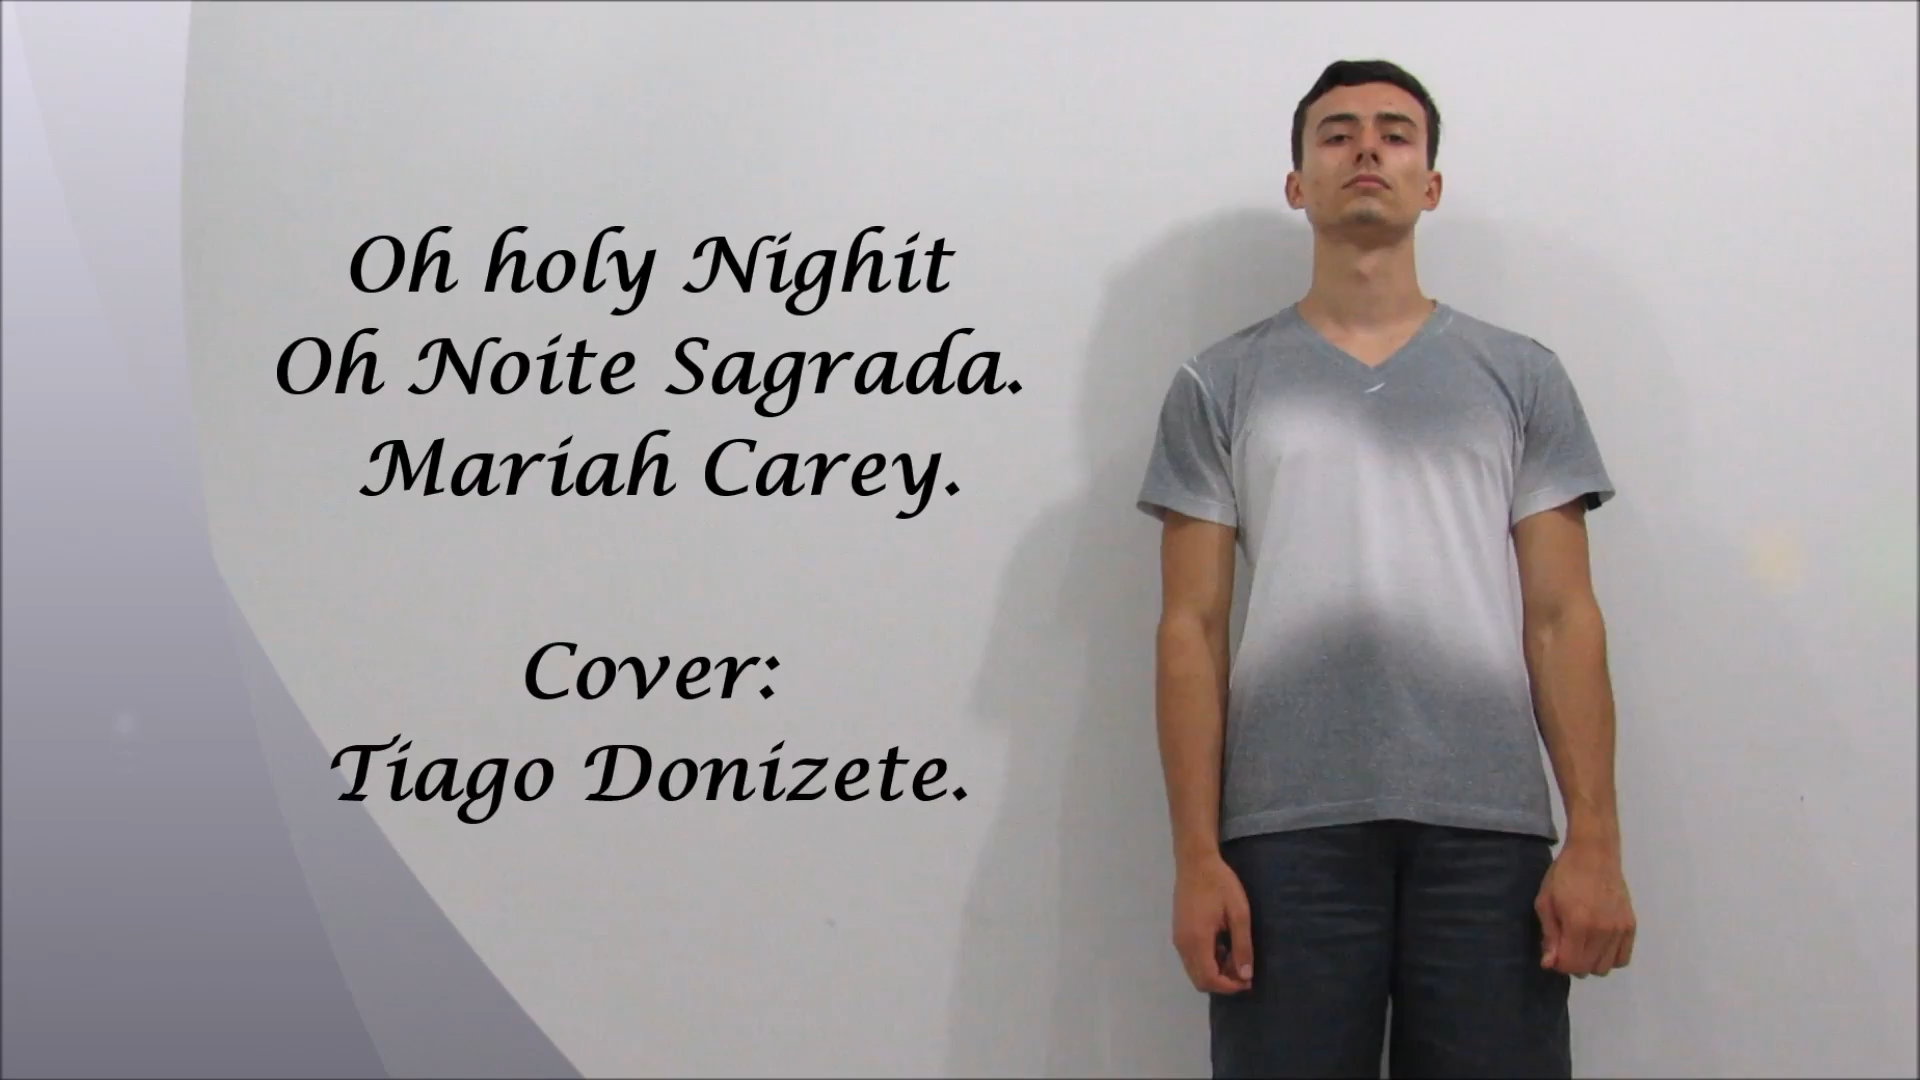 Oh holy Nighit
Oh Noite Sagrada.
Mariah Carey.
Cover:
Tiago Donizete.